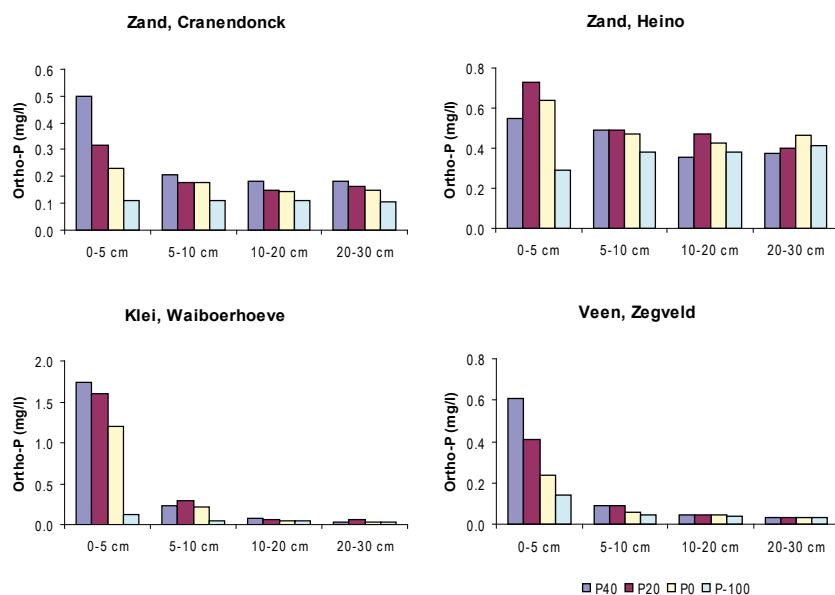 Zand, Cranendonck
Ortho-P (mg/l)
0.6
0.5
0.4
0.3
0.2
0.1
0.0
0-5 cm 5-10 cm 10-20 cm 20-30 cm
Zand, Heino
Ortho-P (mg/l)
0.8
0.6
0.4
0.2
0.0
0-5 cm 5-10 cm 10-20 cm 20-30 cm
Klei, Waiboerhoeve
Ortho-P (mg/l)
2.0
1.5
1.0
0.5
0.0
0-5 cm 5-10 cm 10-20 cm 20-30 cm
Veen, Zegveld
Ortho-P (mg/l)
0.8
0.6
0.4
0.2
0.0
0-5 cm 5-10 cm 10-20 cm 20-30 cm
P40 P20 P0 P-100